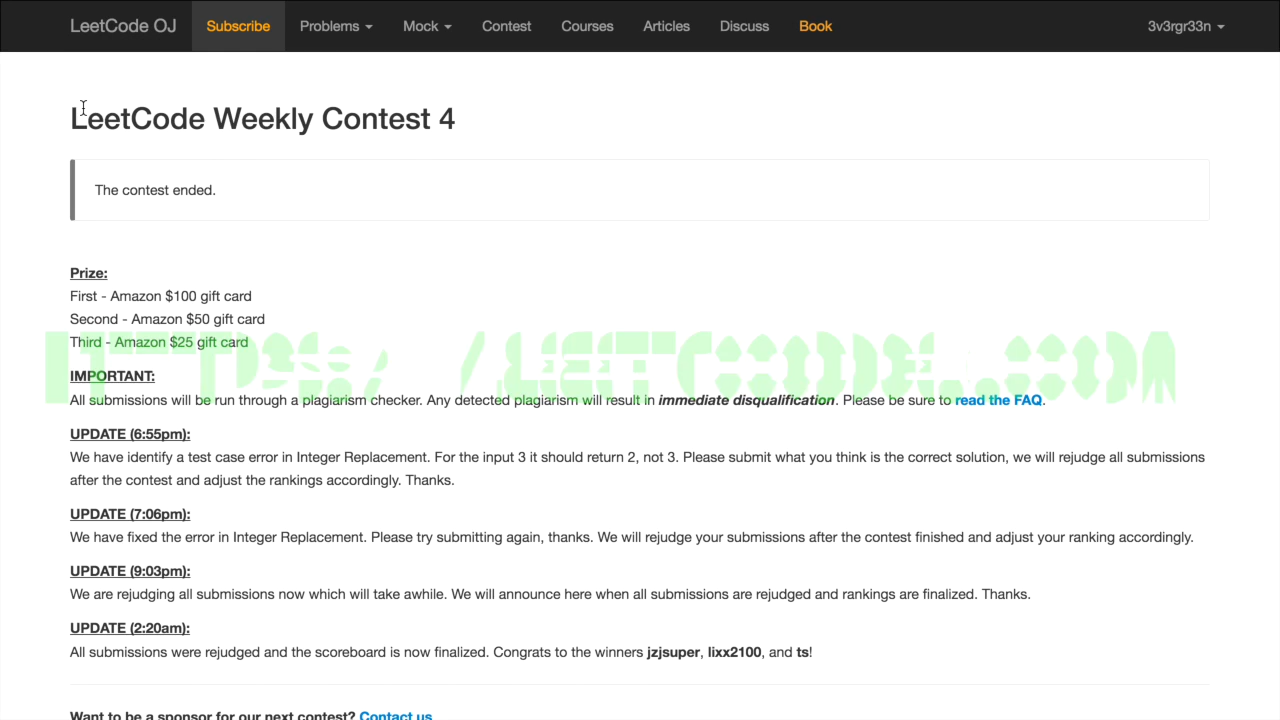 LeetCode OJ Subscribe Problems Mock Contest Courses Articles Discuss Book 3v3rgr33n
LeetCode Weekly Contest 4
The contest ended.
Prize:
First - Amazon $100 gift card
Second - Amazon $50 gift card
Third - Amazon $25 gift card
HTTPS://LEETCODE.COM
IMPORTANT:
All submissions will be run through a plagiarism checker. Any detected plagiarism will result in immediate disqualification. Please be sure to read the FAQ.
UPDATE (6:55pm):
We have identify a test case error in Integer Replacement. For the input 3 it should return 2, not 3. Please submit what you think is the correct solution, we will rejudge all submissions
after the contest and adjust the rankings accordingly. Thanks.
UPDATE (7:06pm):
We have fixed the error in Integer Replacement. Please try submitting again, thanks. We will rejudge your submissions after the contest finished and adjust your ranking accordingly.
UPDATE (9:03pm):
We are rejudging all submissions now which will take awhile. We will announce here when all submissions are rejudged and rankings are finalized. Thanks.
UPDATE (2:20am):
All submissions were rejudged and the scoreboard is now finalized. Congrats to the winners jzjsuper, lixx2100, and ts!
Want to be a sponsor for our next contest? Contact us